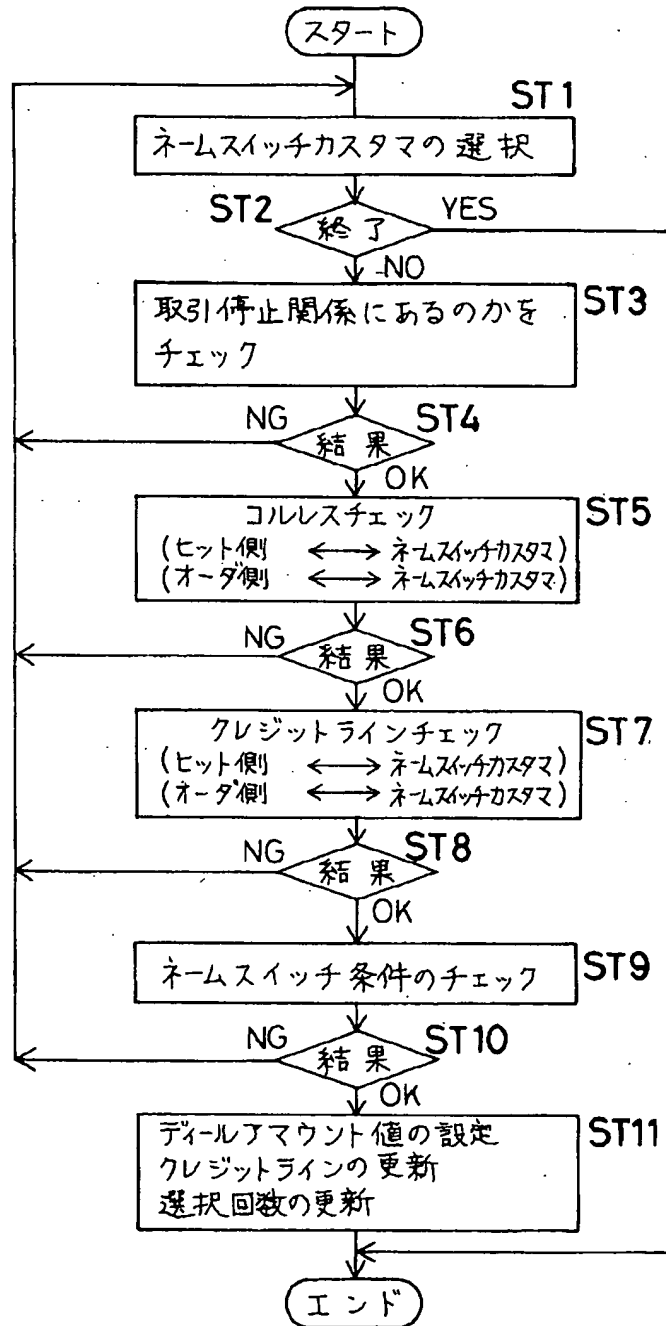 スタート
ST1
ネームスイッチカスタマの選択
ST2
終了
YES
NO
取引停止関係にあるのかを
チェック
ST3
NG
結果
ST4
OK
コルレスチェック
(ヒット側 ←→ ネームスイッチカスタマ)
(オーダ側 ←→ ネームスイッチカスタマ)
ST5
NG
結果
ST6
OK
クレジットラインチェック
(ヒット側 ←→ ネームスイッチカスタマ)
(オーダ側 ←→ ネームスイッチカスタマ)
ST7
NG
結果
ST8
OK
ネームスイッチ条件のチェック
ST9
NG
結果
ST10
OK
ディールアマウント値の設定
クレジットラインの更新
選択回数の更新
ST11
エンド